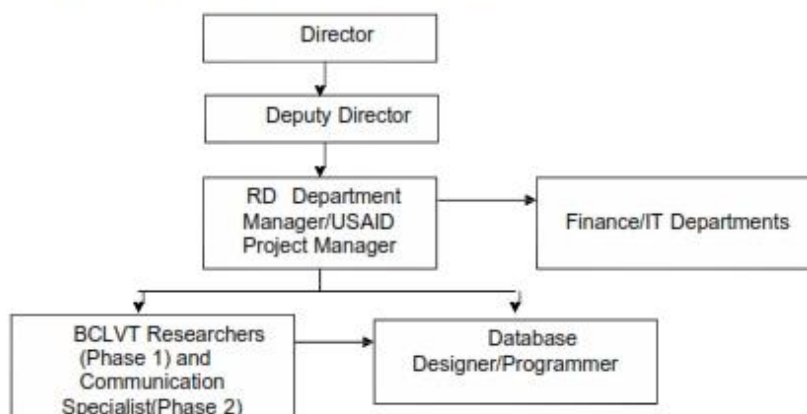 Director
Deputy Director
RD Department
Manager/USAID
Project Manager
Finance/IT Departments
BCLVT Researchers
(Phase 1) and
Communication
Specialist(Phase 2)
Database
Designer/Programmer